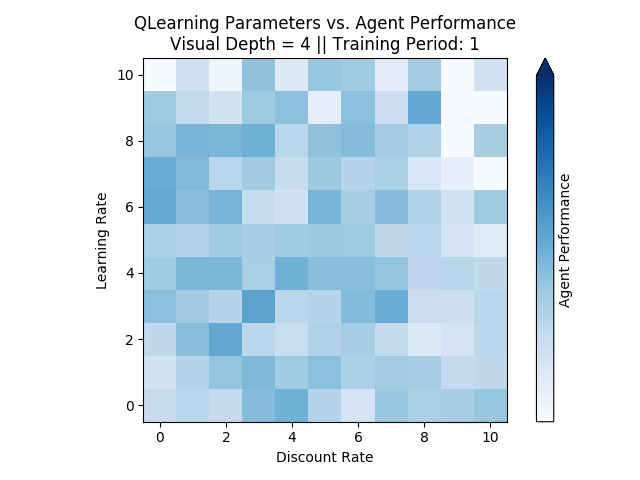 QLearning Parameters vs. Agent Performance
Visual Depth = 4 || Training Period: 1
10
8
6
4
2
0
Learning Rate
0 2 4 6 8 10
Discount Rate
Agent Performance